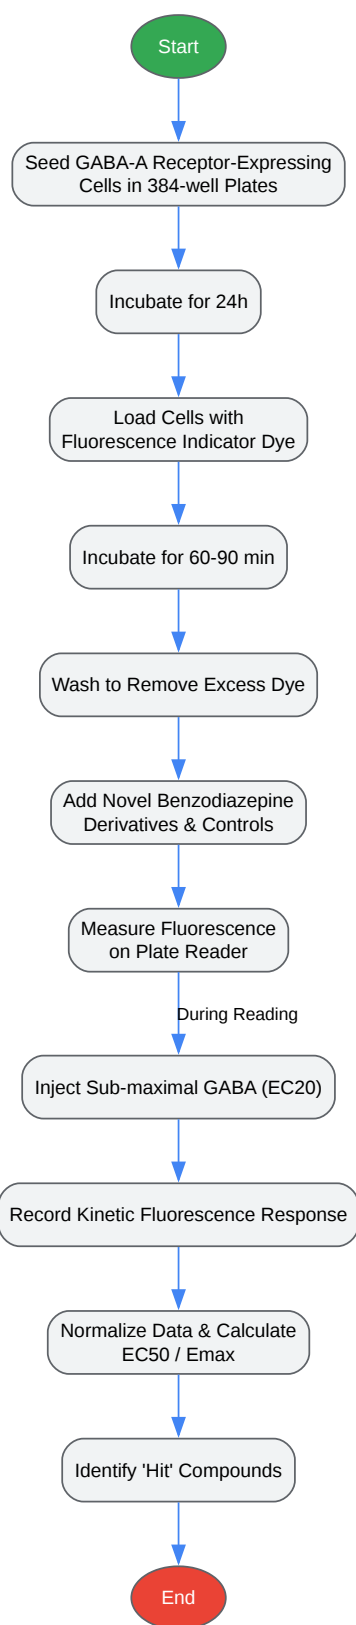 Start
Seed GABA-A Receptor-Expressing
Cells in 384-well Plates
Incubate for 24h
Load Cells with
Fluorescence Indicator Dye
Incubate for 60-90 min
Wash to Remove Excess Dye
Add Novel Benzodiazepine
Derivatives & Controls
Measure Fluorescence
on Plate Reader
During Reading
Inject Sub-maximal GABA (EC20)
Record Kinetic Fluorescence Response
Normalize Data & Calculate
EC50 / Emax
Identify 'Hit' Compounds
End